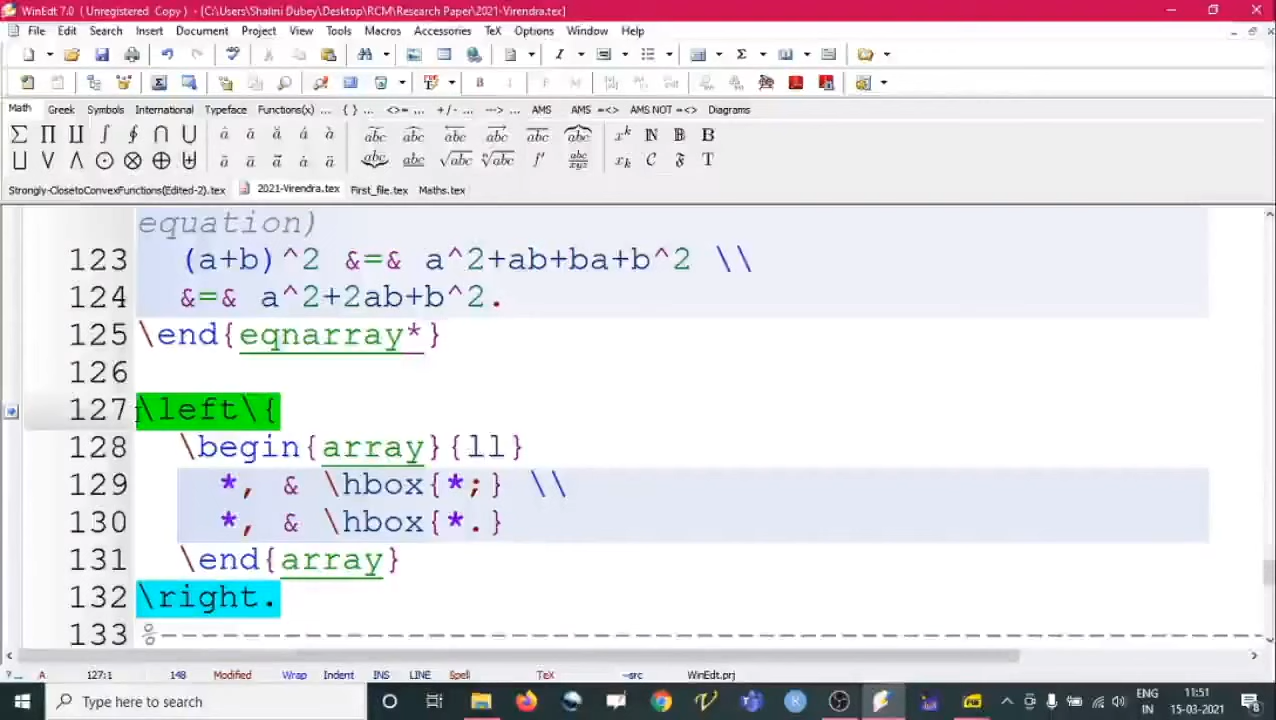 WinEdt 7.0 ( Unregistered Copy ) - [C:\Users\Shalini Dubey\Desktop\RCM\Research Paper\2021-Virendra.tex]
File Edit Search Insert Document Project View Tools Macros Accessories TeX Options Window Help
Math Greek Symbols International Typeface Functions(x) ... { } ... <>= ... +/- ... ---> ... AMS AMS =<> AMS NOT =<> Diagrams
Strongly-ClosetoConvexFunctions(Edited-2).tex 2021-Virendra.tex First_file.tex Maths.tex
equation)
123 (a+b)^2 &=& a^2+ab+ba+b^2 \\
124 &=& a^2+2ab+b^2.
125 \end{eqnarray*}
126
127 \left\{
128 \begin{array}{ll}
129 *, & \hbox{*;} \\
130 *, & \hbox{*.}
131 \end{array}
132 \right.
133 %------------------------------------------------
? ... A 127:1 148 Modified Wrap Indent INS LINE Spell TeX --src WinEdt.prj
Type here to search
ENG 11:51
IN 15-03-2021